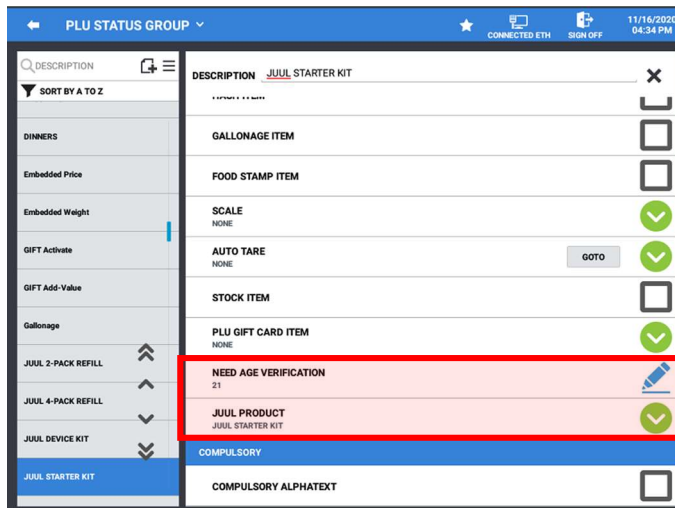 PLU STATUS GROUP
CONNECTED ETH
SIGN OFF
11/16/2020
04:34 PM
DESCRIPTION
SORT BY A TO Z
DINNERS
Embedded Price
Embedded Weight
GIFT Activate
GIFT Add-Value
Gallonage
JUUL 2-PACK REFILL
JUUL 4-PACK REFILL
JUUL DEVICE KIT
JUUL STARTER KIT
DESCRIPTION JUUL STARTER KIT
GALLONAGE ITEM
FOOD STAMP ITEM
SCALE
NONE
AUTO TARE
NONE
GOTO
STOCK ITEM
PLU GIFT CARD ITEM
NONE
NEED AGE VERIFICATION
21
JUUL PRODUCT
JUUL STARTER KIT
COMPULSORY
COMPULSORY ALPHATEXT